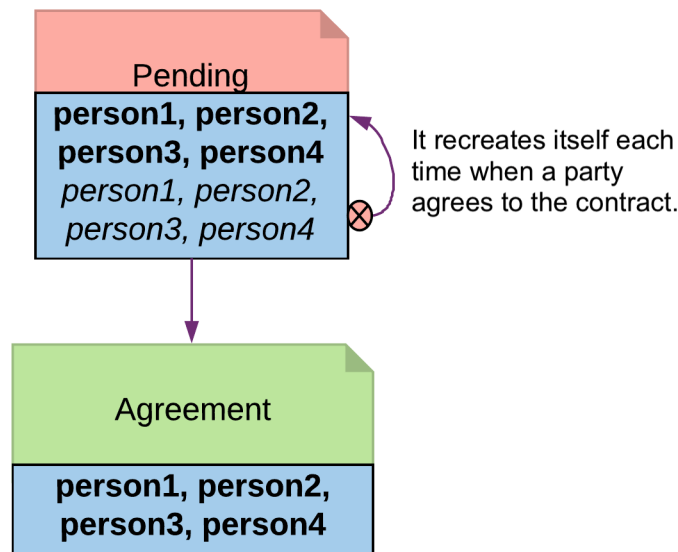 Pending
person1, person2,
person3, person4
person1, person2,
person3, person4
It recreates itself each
time when a party
agrees to the contract.
Agreement
person1, person2,
person3, person4